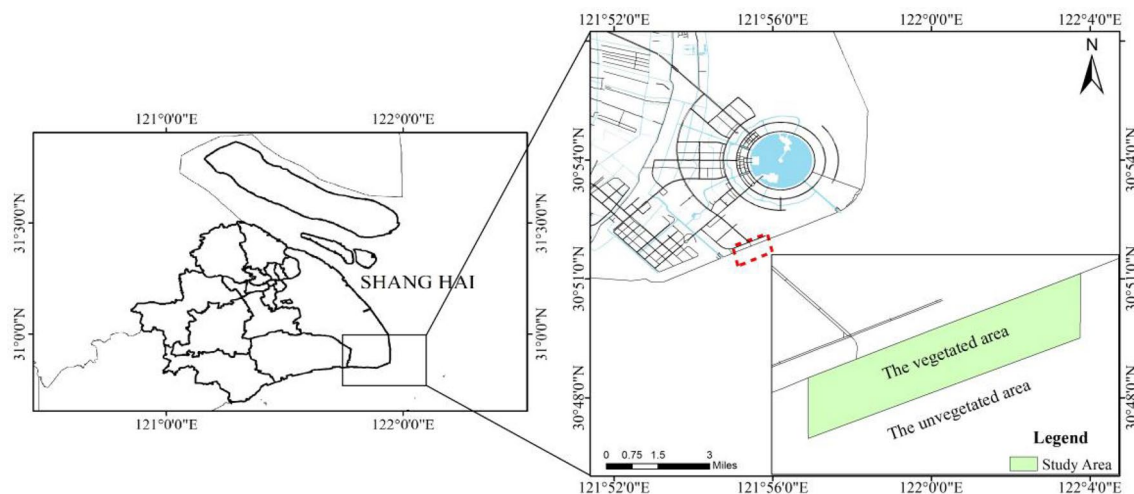 121°52'0"E 121°56'0"E 122°0'0"E 122°4'0"E
N
121°0'0"E 122°0'0"E
30°54'0"N 30°54'0"N
31°30'0"N 31°30'0"N
SHANG HAI
30°51'0"N 30°51'0"N
31°0'0"N 31°0'0"N
The vegetated area
30°48'0"N 30°48'0"N
The unvegetated area
121°0'0"E 122°0'0"E
Legend
0 0.75 1.5 3
Miles
Study Area
121°52'0"E 121°56'0"E 122°0'0"E 122°4'0"E